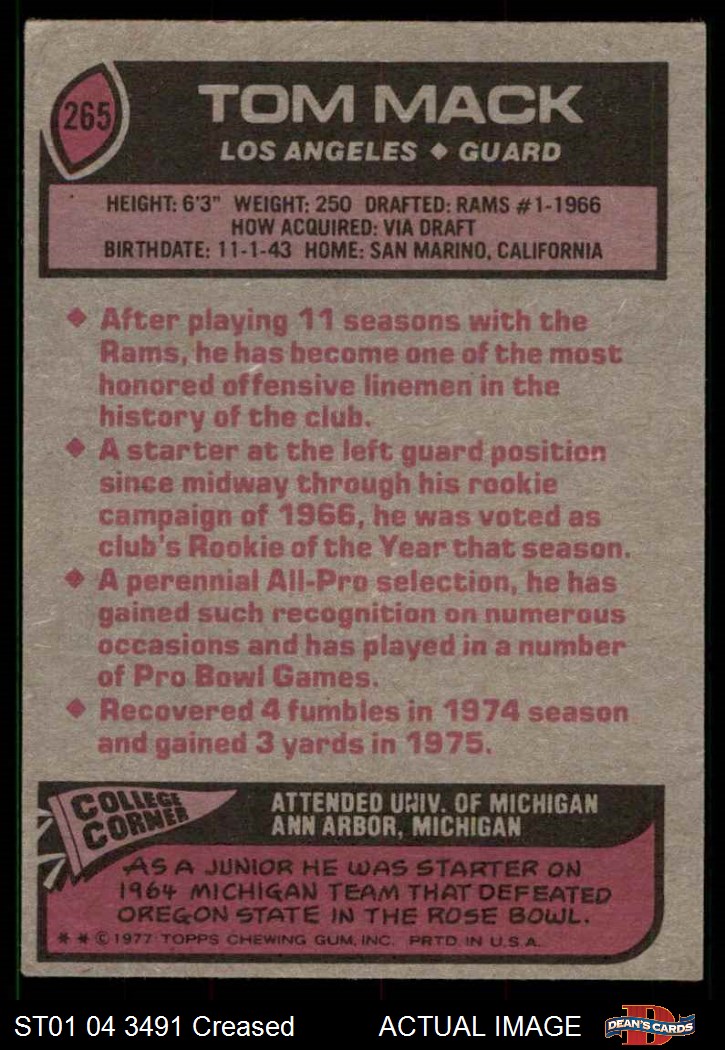 265
TOM MACK
LOS ANGELES ◆ GUARD
HEIGHT: 6'3" WEIGHT: 250 DRAFTED: RAMS #1-1966
HOW ACQUIRED: VIA DRAFT
BIRTHDATE: 11-1-43 HOME: SAN MARINO, CALIFORNIA
◆ After playing 11 seasons with the
Rams, he has become one of the most
honored offensive linemen in the
history of the club.
◆ A starter at the left guard position
since midway through his rookie
campaign of 1966, he was voted as
club's Rookie of the Year that season.
◆ A perennial All-Pro selection, he has
gained such recognition on numerous
occasions and has played in a number
of Pro Bowl Games.
◆ Recovered 4 fumbles in 1974 season
and gained 3 yards in 1975.
COLLEGE
CORNER
ATTENDED UNIV. OF MICHIGAN
ANN ARBOR, MICHIGAN
AS A JUNIOR HE WAS STARTER ON
1964 MICHIGAN TEAM THAT DEFEATED
OREGON STATE IN THE ROSE BOWL.
* * © 1977 TOPPS CHEWING GUM, INC. PRTD. IN U.S.A.
ST01 04 3491 Creased ACTUAL IMAGE
D
DEAN'S CARDS